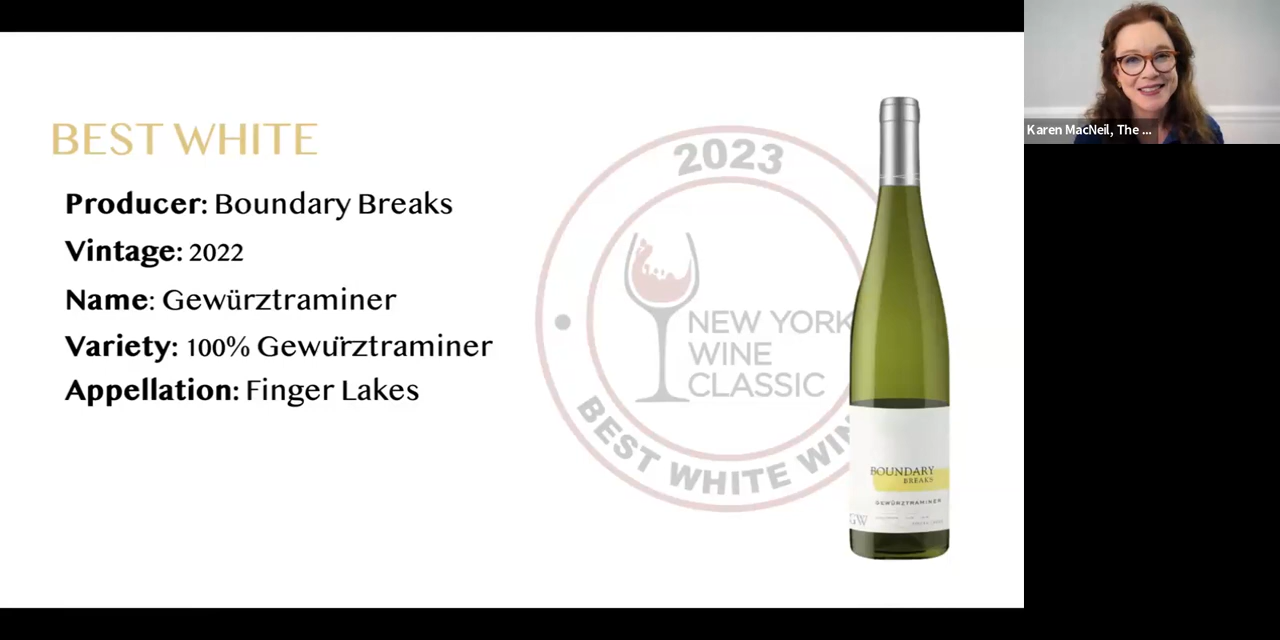 BEST WHITE
Producer: Boundary Breaks
Vintage: 2022
Name: Gewürztraminer
Variety: 100% Gewürztraminer
Appellation: Finger Lakes
2023
NEW YORK
WINE
CLASSIC
BEST WHITE WIN
BOUNDARY
BREAKS
GEWÜRZTRAMINER
GW
Karen MacNeil, The ...